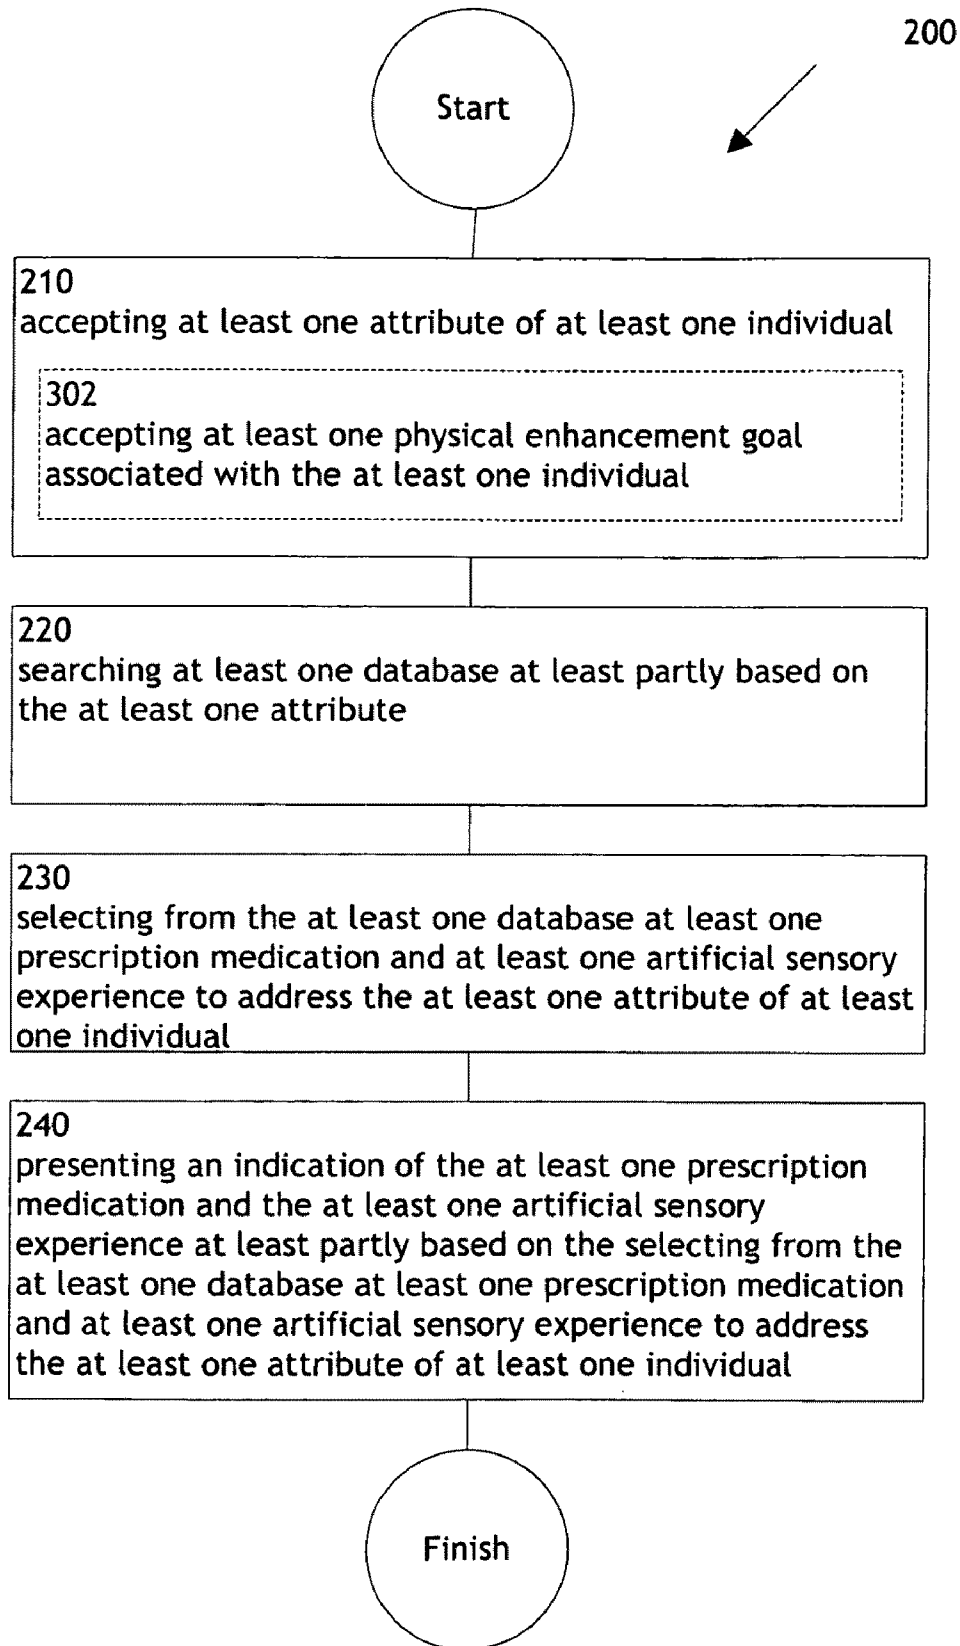 200
Start
210
accepting at least one attribute of at least one individual
302
accepting at least one physical enhancement goal
associated with the at least one individual
220
searching at least one database at least partly based on
the at least one attribute
230
selecting from the at least one database at least one
prescription medication and at least one artificial sensory
experience to address the at least one attribute of at least
one individual
240
presenting an indication of the at least one prescription
medication and the at least one artificial sensory
experience at least partly based on the selecting from the
at least one database at least one prescription medication
and at least one artificial sensory experience to address
the at least one attribute of at least one individual
Finish